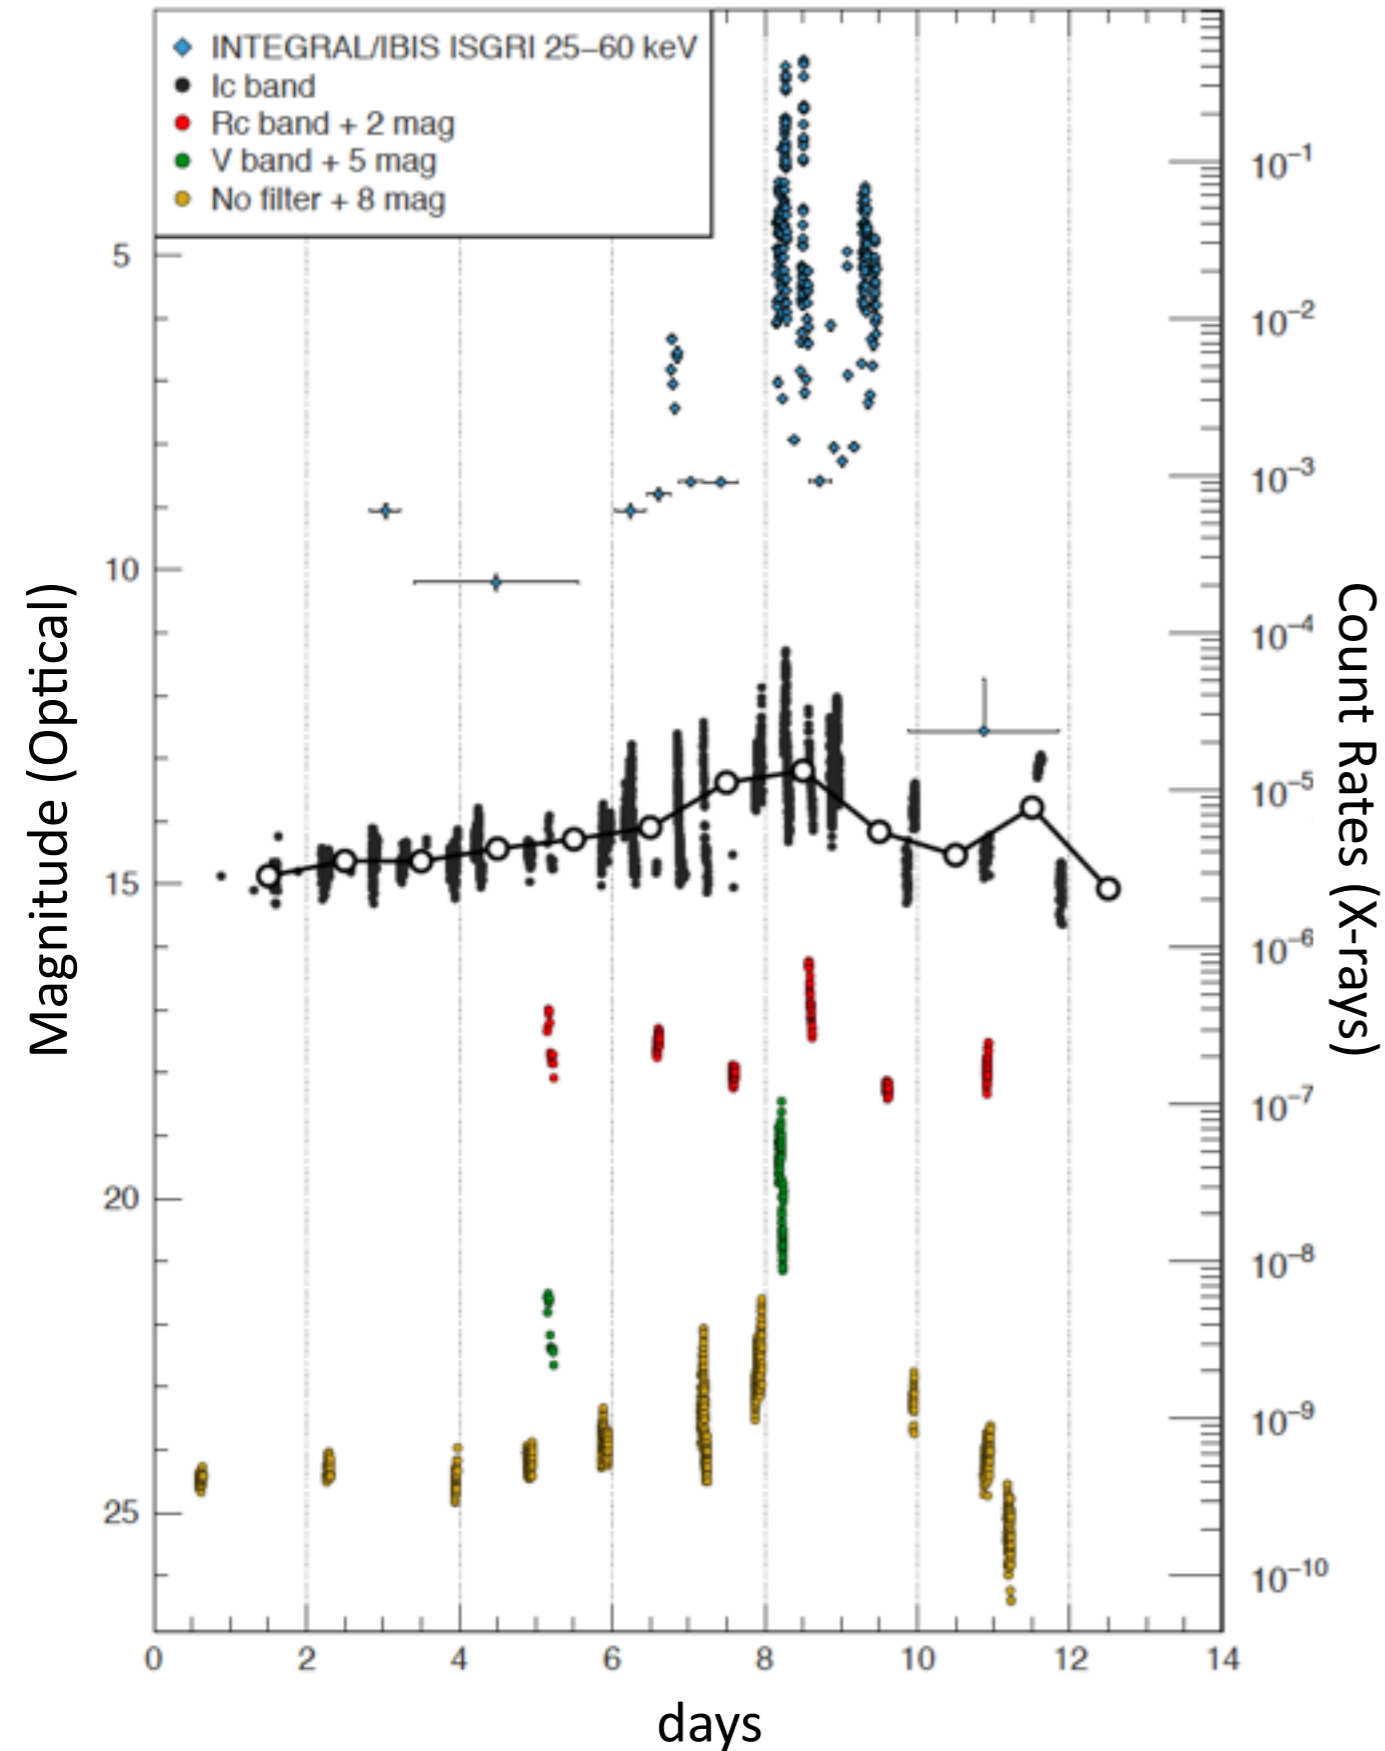 INTEGRAL/IBIS ISGRI 25–60 keV
Ic band
Rc band + 2 mag
V band + 5 mag
No filter + 8 mag
5
10
15
20
25
Magnitude (Optical)
10⁻¹
10⁻²
10⁻³
10⁻⁴
10⁻⁵
10⁻⁶
10⁻⁷
10⁻⁸
10⁻⁹
10⁻¹⁰
Count Rates (X-rays)
0 2 4 6 8 10 12 14
days